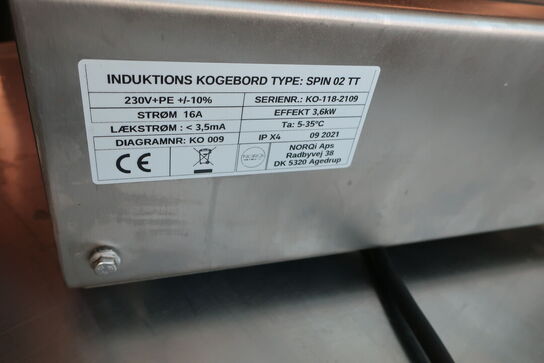 INDUKTIONS KOGEBORD TYPE: SPIN 02 TT
230V+PE +/-10% SERIENR.: KO-118-2109
STRØM 16A EFFEKT 3,6kW
LÆKSTRØM : < 3,5mA Ta: 5-35°C
DIAGRAMNR: KO 009 IP X4 09 2021
CE NORQi Aps
Radbyvej 38
DK 5320 Agedrup